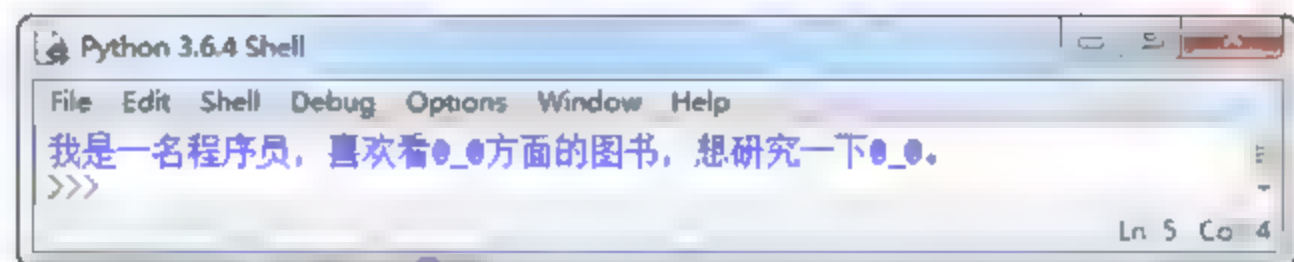 Python 3.6.4 Shell
File Edit Shell Debug Options Window Help
我是一名程序员，喜欢看@_@方面的图书，想研究一下@_@。
>>>
Ln 5 Co 4